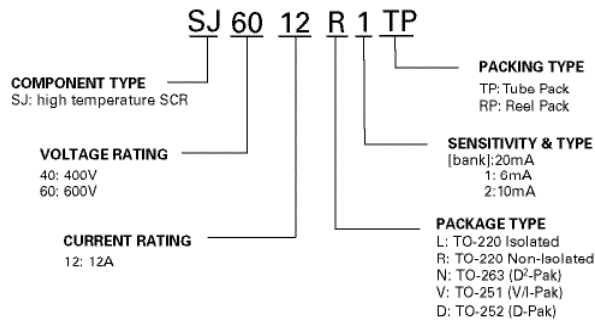 SJ 60 12 R 1 TP
COMPONENT TYPE
SJ: high temperature SCR
VOLTAGE RATING
40: 400V
60: 600V
CURRENT RATING
12: 12A
PACKING TYPE
TP: Tube Pack
RP: Reel Pack
SENSITIVITY & TYPE
[bank]:20mA
1: 6mA
2:10mA
PACKAGE TYPE
L: TO-220 Isolated
R: TO-220 Non-Isolated
N: TO-263 (D²-Pak)
V: TO-251 (V/I-Pak)
D: TO-252 (D-Pak)